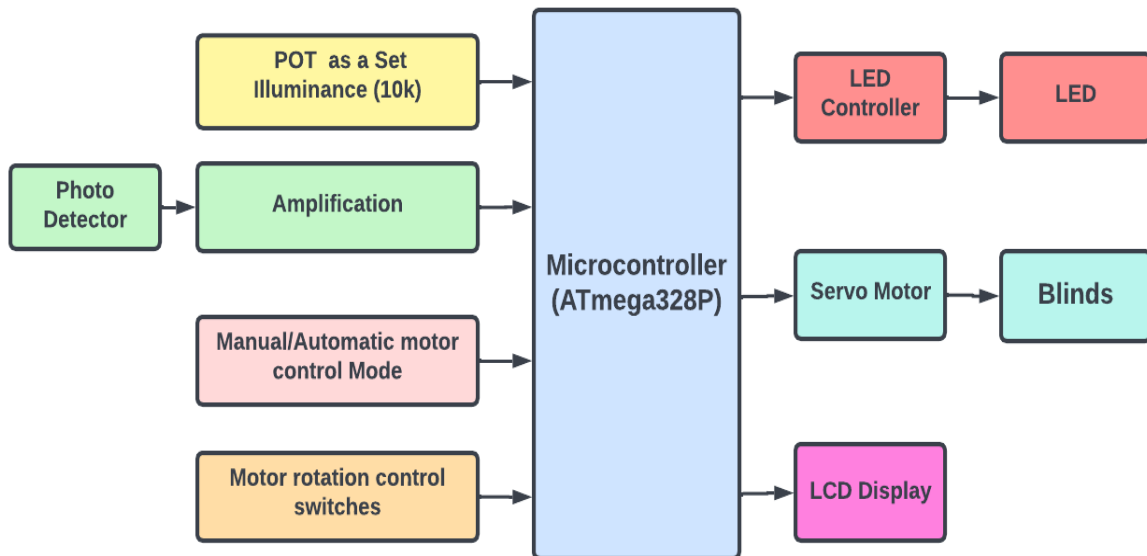 POT as a Set
Illuminance (10k)
LED
Controller
LED
Photo
Detector
Amplification
Microcontroller
(ATmega328P)
Servo Motor
Blinds
Manual/Automatic motor
control Mode
Motor rotation control
switches
LCD Display